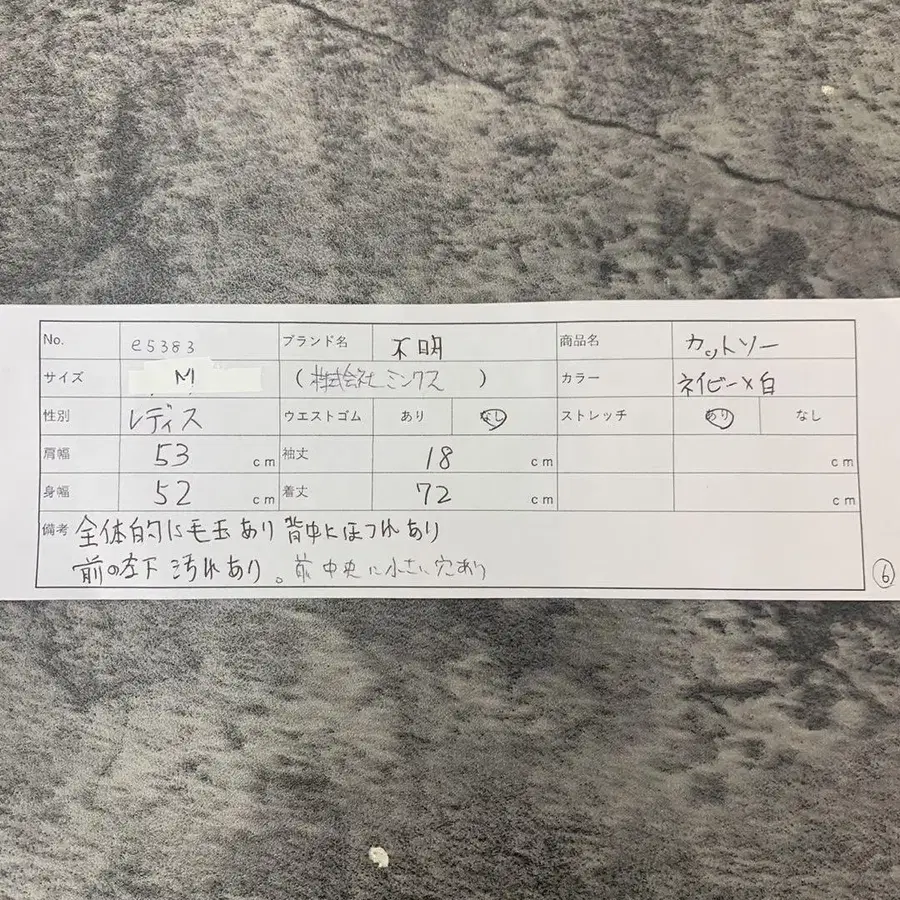 No. e5383 ブランド名 不明 商品名 カットソー
サイズ M (株式会社ミンクス) カラー ネイビー×白
性別 レディス ウエストゴム あり なし ストレッチ あり なし
肩幅 53 cm 袖丈 18 cm cm
身幅 52 cm 着丈 72 cm cm
備考 全体的に毛玉あり 背中にほつれあり
前の左下 汚れあり。前 中央に小さい穴あり
⑥